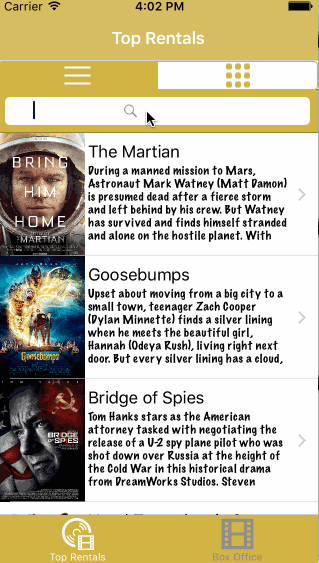 Carrier 4:02 PM
Top Rentals
BRING
HIM
HOME
MARTIAN
The Martian
During a manned mission to Mars,
Astronaut Mark Watney (Matt Damon)
is presumed dead after a fierce storm
and left behind by his crew. But Watney
has survived and finds himself stranded
and alone on the hostile planet. With
Goosebumps
Goosebumps
Upset about moving from a big city to a
small town, teenager Zach Cooper
(Dylan Minnette) finds a silver lining
when he meets the beautiful girl,
Hannah (Odeya Rush), living right next
door. But every silver lining has a cloud,
TOM HANKS
BRIDGE OF
SPIES
Bridge of Spies
Tom Hanks stars as the American
attorney tasked with negotiating the
release of a U-2 spy plane pilot who was
shot down over Russia at the height of
the Cold War in this historical drama
from DreamWorks Studios. Steven
Top Rentals
Box Office